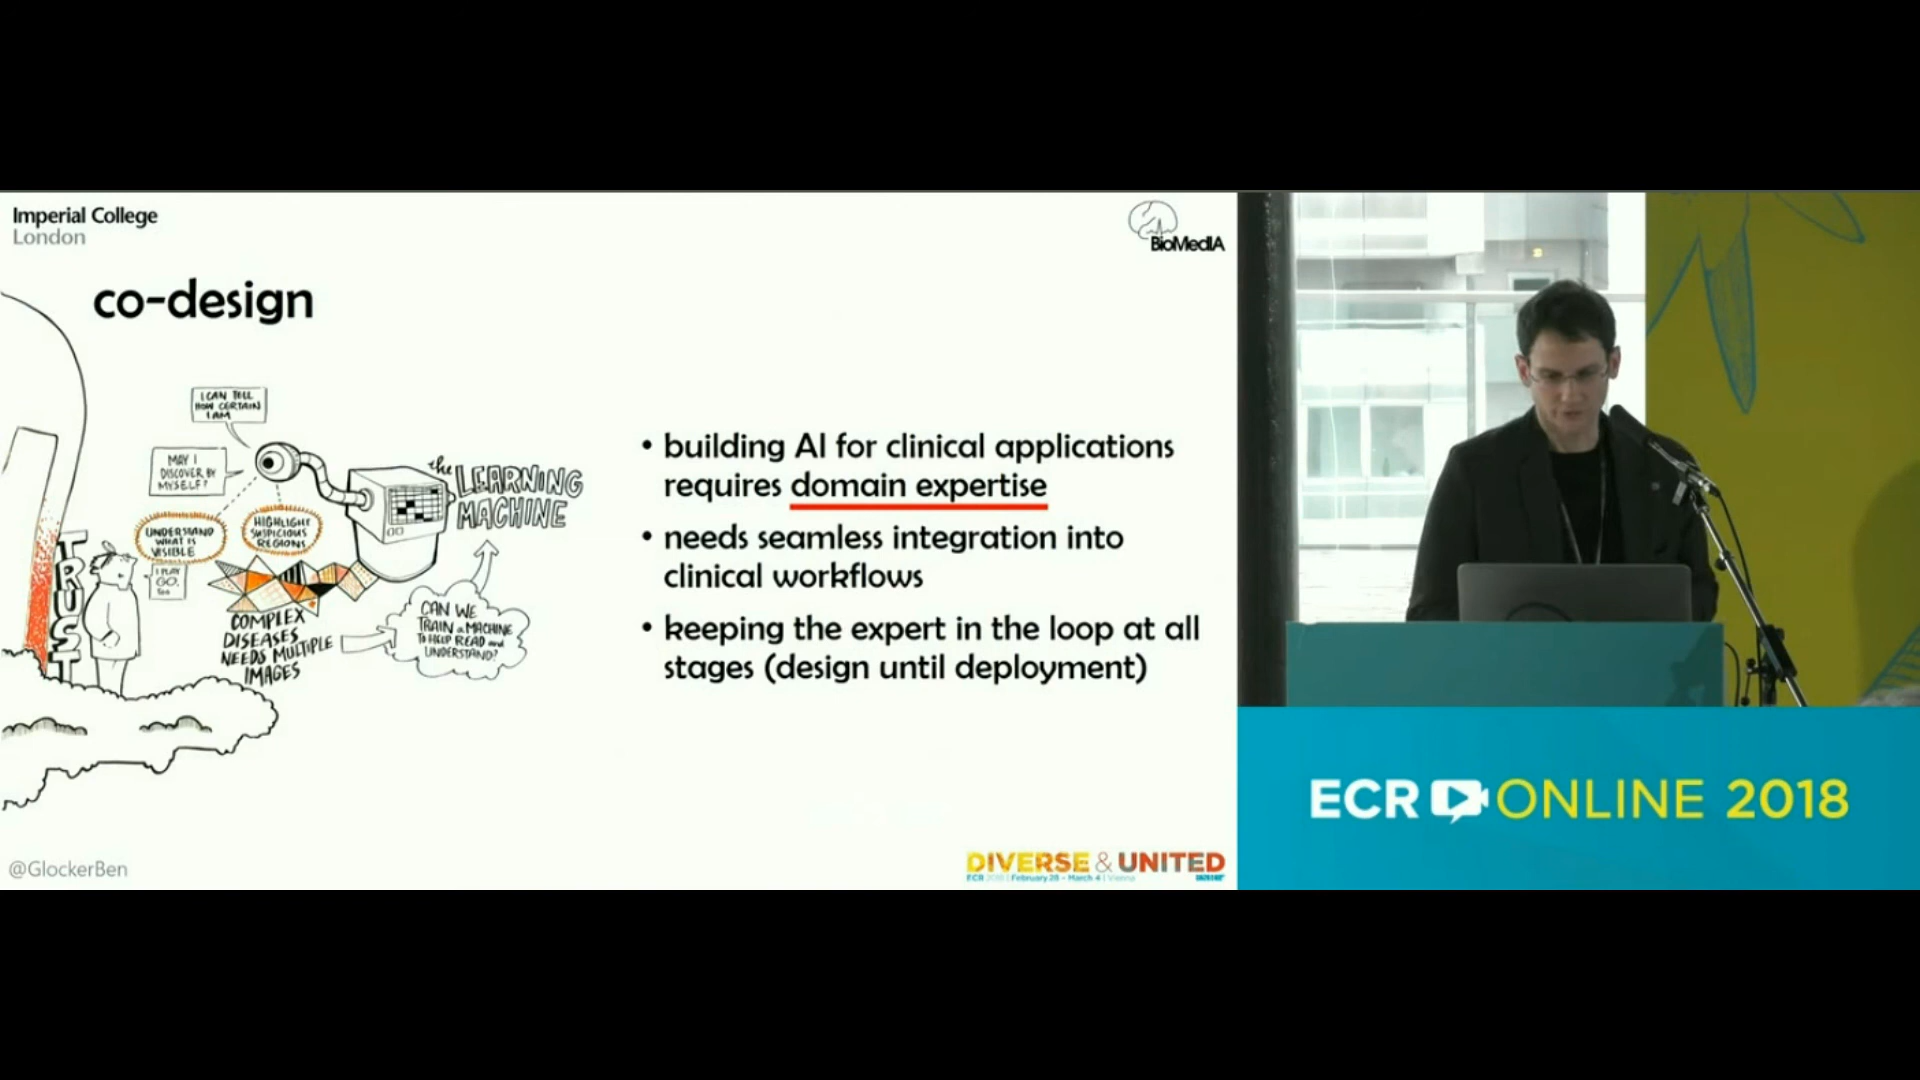 Imperial College
London
BioMedIA
co-design
I CAN TELL
HOW CERTAIN
I AM
MAY I
DISCOVER BY
MYSELF?
the LEARNING
MACHINE
UNDERSTAND
WHAT IS
VISIBLE
HIGHLIGHT
SUSPICIOUS
REGIONS
TRUST
I PLAY
GO.
too
COMPLEX
DISEASES
NEEDS MULTIPLE
IMAGES
CAN WE
TRAIN a MACHINE
TO HELP READ and
UNDERSTAND?
• building AI for clinical applications
requires domain expertise
• needs seamless integration into
clinical workflows
• keeping the expert in the loop at all
stages (design until deployment)
@GlockerBen
DIVERSE & UNITED
ECR 2018 | February 28 – March 4 | Vienna
ECR ONLINE 2018